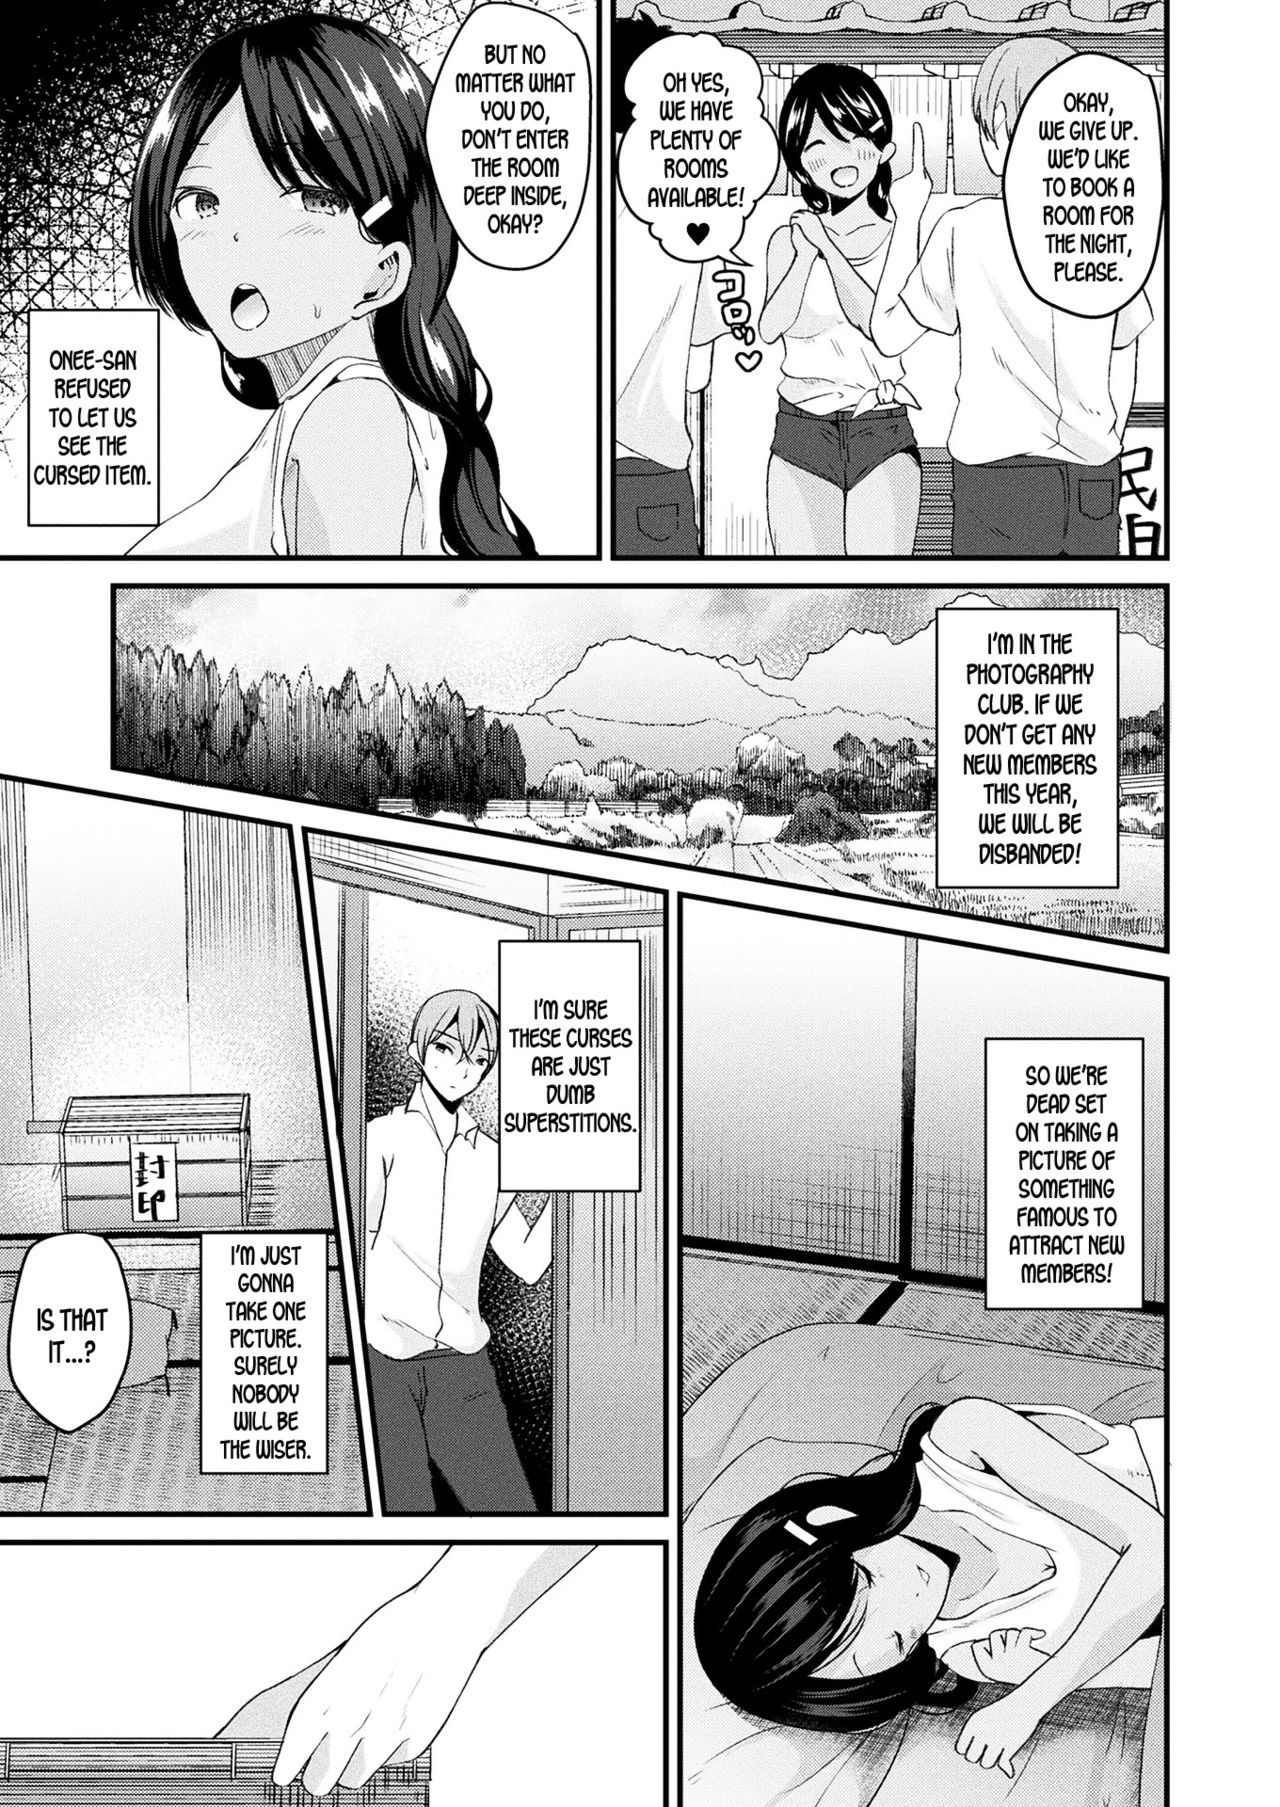 OKAY,
WE GIVE UP.
WE'D LIKE
TO BOOK A
ROOM FOR
THE NIGHT,
PLEASE.
OH YES,
WE HAVE
PLENTY OF
ROOMS
AVAILABLE!
♥
コロッ♡
民
宿
BUT NO
MATTER WHAT
YOU DO,
DON'T ENTER
THE ROOM
DEEP INSIDE,
OKAY?
ONEE-SAN
REFUSED
TO LET US
SEE THE
CURSED ITEM.
I'M IN THE
PHOTOGRAPHY
CLUB. IF WE
DON'T GET ANY
NEW MEMBERS
THIS YEAR,
WE WILL BE
DISBANDED!
SO WE'RE
DEAD SET
ON TAKING A
PICTURE OF
SOMETHING
FAMOUS TO
ATTRACT NEW
MEMBERS!
I'M SURE
THESE CURSES
ARE JUST
DUMB
SUPERSTITIONS.
封印
I'M JUST
GONNA
TAKE ONE
PICTURE.
SURELY
NOBODY
WILL BE
THE WISER.
IS THAT
IT...?